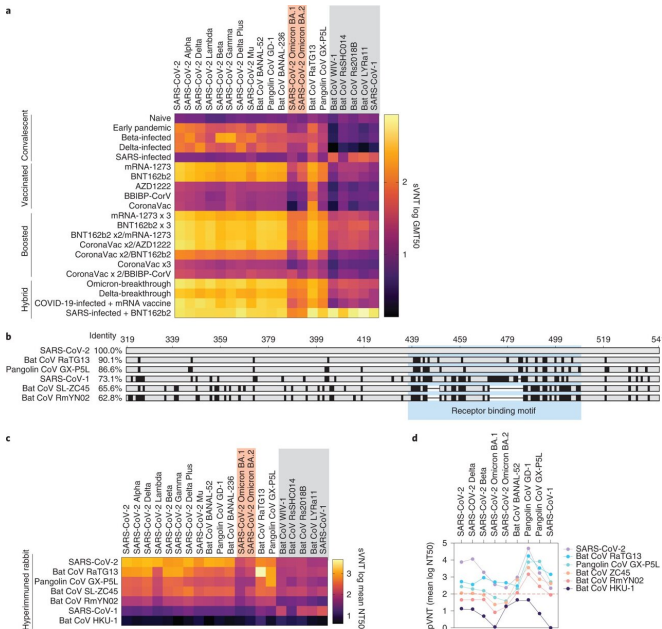 a
SARS-CoV-2
SARS-CoV-2 Alpha
SARS-CoV-2 Delta
SARS-CoV-2 Lambda
SARS-CoV-2 Beta
SARS-CoV-2 Gamma
SARS-CoV-2 Delta Plus
SARS-CoV-2 Mu
Bat CoV BANAL-52
Pangolin CoV GD-1
Bat CoV BANAL-236
SARS-CoV-2 Omicron BA.1
SARS-CoV-2 Omicron BA.2
Bat CoV RaTG13
Pangolin CoV GX-P5L
Bat CoV WIV-1
Bat CoV RsSHC014
Bat CoV Rs2018B
Bat CoV LYRa11
SARS-CoV-1
Convalescent
Naive
Early pandemic
Beta-infected
Delta-infected
SARS-infected
Vaccinated
mRNA-1273
BNT162b2
AZD1222
BBIBP-CorV
CoronaVac
Boosted
mRNA-1273 x 3
BNT162b2 x 3
BNT162b2 x2/mRNA-1273
CoronaVac x2/AZD1222
CoronaVac x2/BNT162b2
CoronaVac x3
CoronaVac x 2/BBIBP-CorV
Hybrid
Omicron-breakthrough
Delta-breakthrough
COVID-19-infected + mRNA vaccine
SARS-infected + BNT162b2
2
1
sVNT log GMT50
b
Identity
319 339 359 379 399 419 439 459 479 499 519 54
SARS-CoV-2 100.0%
Bat CoV RaTG13 90.1%
Pangolin CoV GX-P5L 86.6%
SARS-CoV-1 73.1%
Bat CoV SL-ZC45 65.6%
Bat CoV RmYN02 62.8%
Receptor binding motif
c
SARS-CoV-2
SARS-CoV-2 Alpha
SARS-CoV-2 Delta
SARS-CoV-2 Lambda
SARS-CoV-2 Beta
SARS-CoV-2 Gamma
SARS-CoV-2 Delta Plus
SARS-CoV-2 Mu
Bat CoV BANAL-52
Pangolin CoV GD-1
Bat CoV BANAL-236
SARS-CoV-2 Omicron BA.1
SARS-CoV-2 Omicron BA.2
Bat CoV RaTG13
Pangolin CoV GX-P5L
Bat CoV WIV-1
Bat CoV RsSHC014
Bat CoV Rs2018B
Bat CoV LYRa11
SARS-CoV-1
Hyperimmuned rabbit
SARS-CoV-2
Bat CoV RaTG13
Pangolin CoV GX-P5L
Bat CoV SL-ZC45
Bat CoV RmYN02
SARS-CoV-1
Bat CoV HKU-1
3
2
1
sVNT log mean NT50
d
SARS-CoV-2
SARS-CoV-2 Delta
SARS-CoV-2 Beta
SARS-CoV-2 Omicron BA.1
SARS-CoV-2 Omicron BA.2
Bat CoV BANAL-52
Pangolin CoV GD-1
Pangolin CoV GX-P5L
SARS-CoV-1
pVNT (mean log NT50)
5
4
3
2
1
0
SARS-CoV-2
Bat CoV RaTG13
Pangolin CoV GX-P5L
Bat CoV ZC45
Bat CoV RmYN02
Bat CoV HKU-1